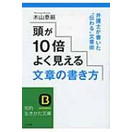 木山泰嗣
弁護士が書いた
「伝わる」文章術
頭が
10倍
よく見える
文章の書き方
B
知的
生きかた文庫